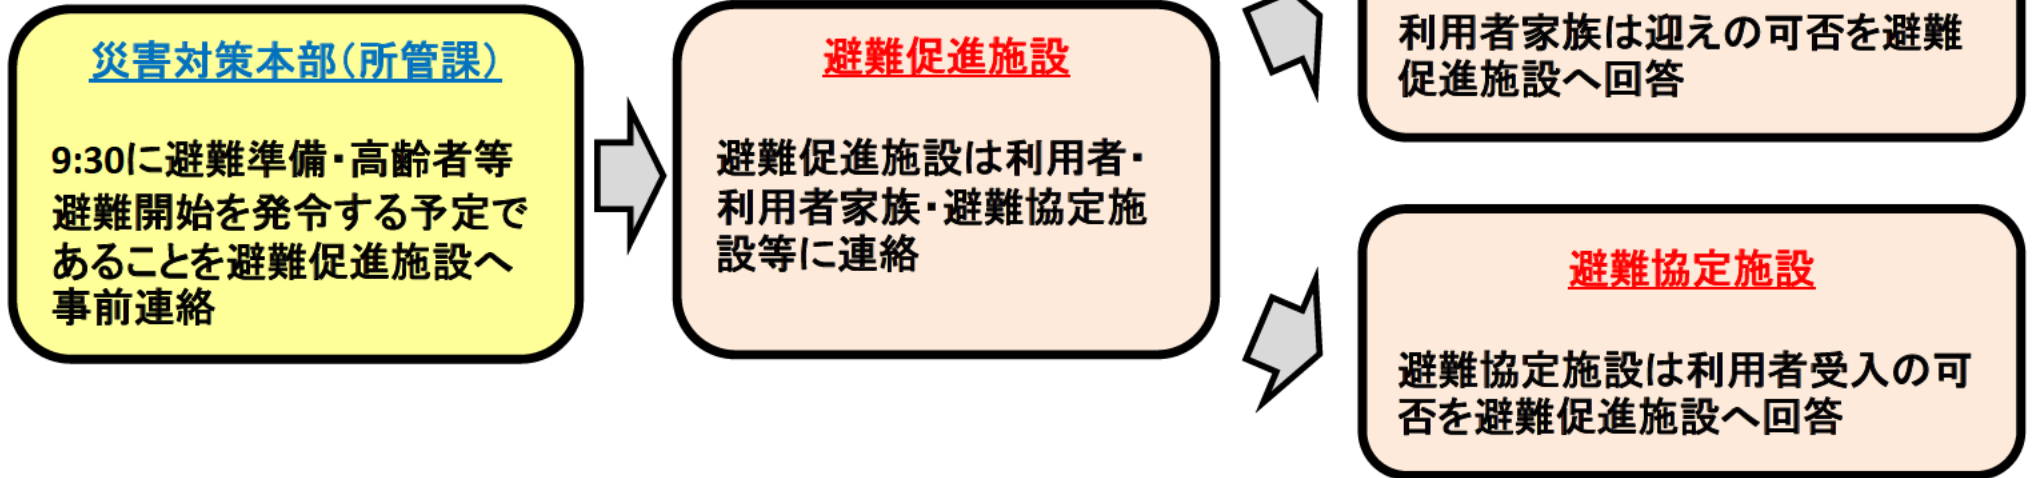 災害対策本部(所管課)
9:30に避難準備・高齢者等
避難開始を発令する予定で
あることを避難促進施設へ
事前連絡
避難促進施設
避難促進施設は利用者・
利用者家族・避難協定施
設等に連絡
利用者家族は迎えの可否を避難
促進施設へ回答
避難協定施設
避難協定施設は利用者受入の可
否を避難促進施設へ回答